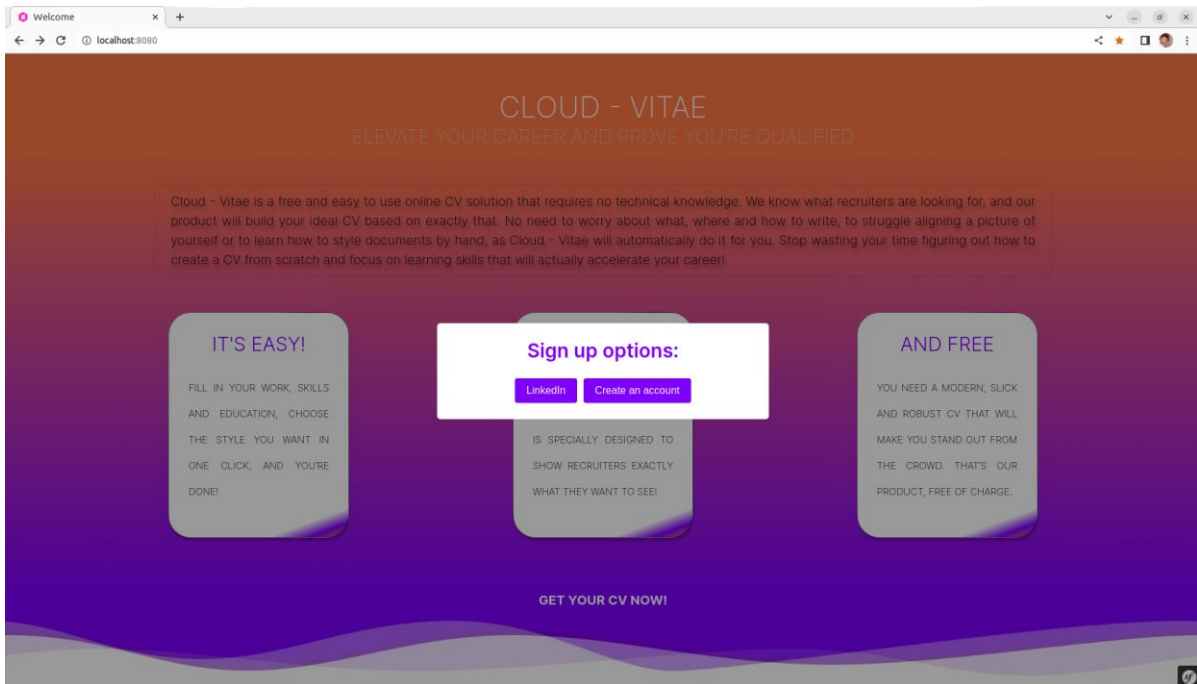 Welcome
localhost:8080
CLOUD - VITAE
ELEVATE YOUR CAREER AND PROVE YOU'RE QUALIFIED
Cloud - Vitae is a free and easy to use online CV solution that requires no technical knowledge. We know what recruiters are looking for, and our
product will build your ideal CV based on exactly that. No need to worry about what, where and how to write, to struggle aligning a picture of
yourself or to learn how to style documents by hand, as Cloud - Vitae will automatically do it for you. Stop wasting your time figuring out how to
create a CV from scratch and focus on learning skills that will actually accelerate your career!
IT'S EASY!
FILL IN YOUR WORK, SKILLS
AND EDUCATION, CHOOSE
THE STYLE YOU WANT IN
ONE CLICK, AND YOU'RE
DONE!
Sign up options:
LinkedIn Create an account
IS SPECIALLY DESIGNED TO
SHOW RECRUITERS EXACTLY
WHAT THEY WANT TO SEE!
AND FREE
YOU NEED A MODERN, SLICK
AND ROBUST CV THAT WILL
MAKE YOU STAND OUT FROM
THE CROWD. THAT'S OUR
PRODUCT, FREE OF CHARGE.
GET YOUR CV NOW!